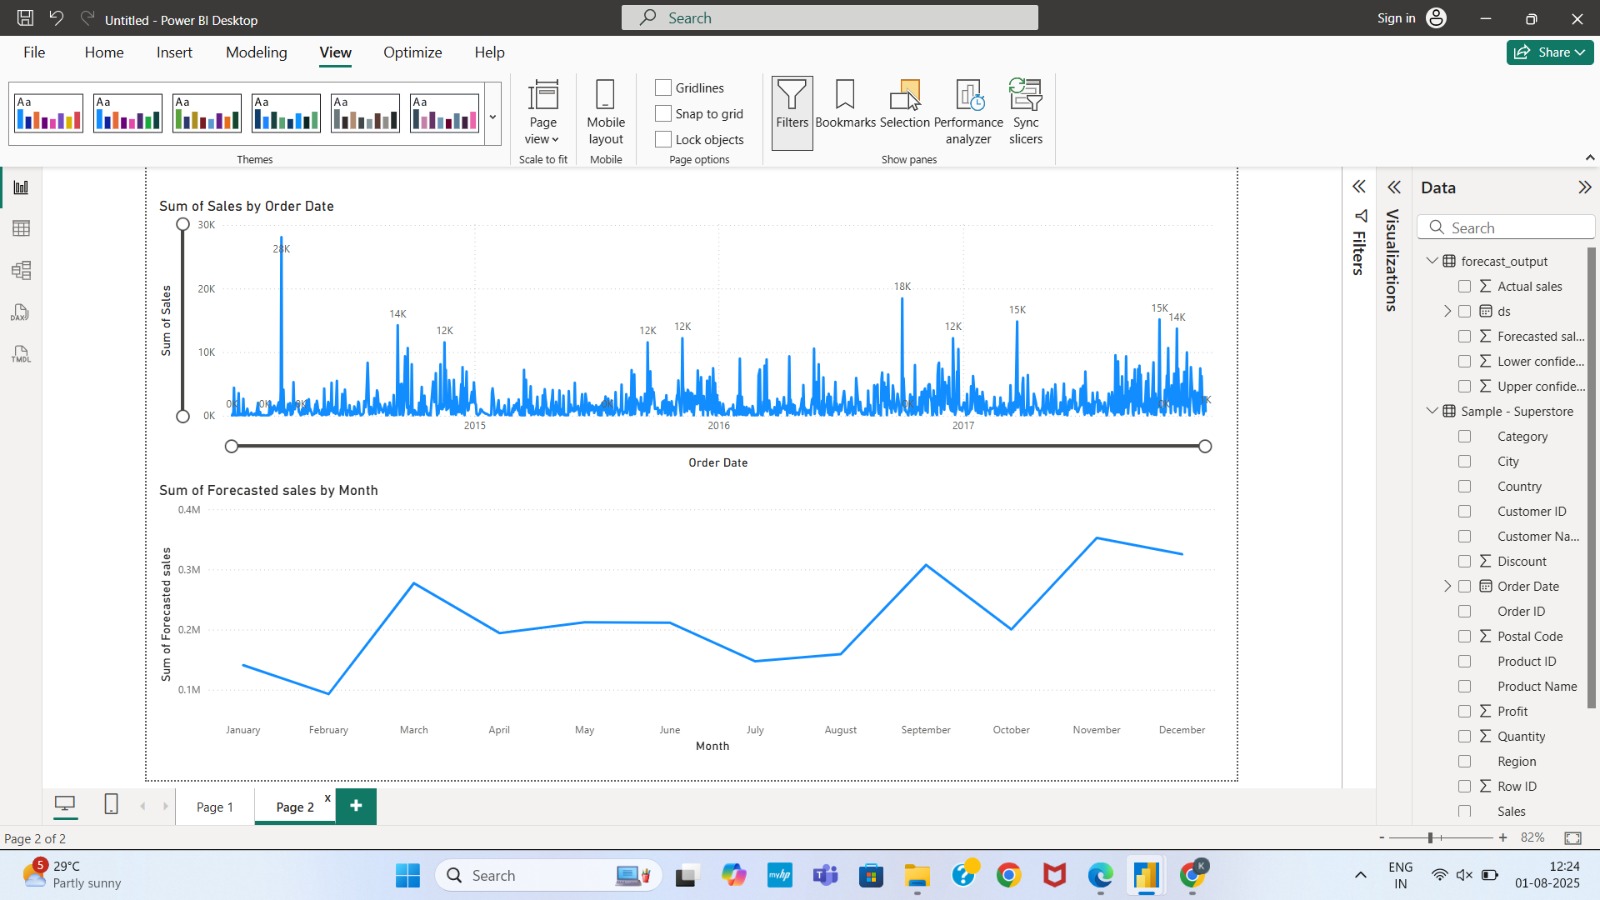 Untitled - Power BI Desktop
Search
Sign in
File
Home
Insert
Modeling
View
Optimize
Help
Share
Aa
Aa
Aa
Aa
Aa
Aa
Themes
Page view
Scale to fit
Mobile layout
Mobile
Gridlines
Snap to grid
Lock objects
Page options
Filters
Bookmarks
Selection
Performance analyzer
Sync slicers
Show panes
DAX
TMDL
Sum of Sales by Order Date
Sum of Sales
30K
20K
10K
0K
28K
14K
12K
12K
12K
18K
12K
15K
15K
14K
2015
2016
2017
Order Date
Sum of Forecasted sales by Month
Sum of Forecasted sales
0.4M
0.3M
0.2M
0.1M
January
February
March
April
May
June
July
August
September
October
November
December
Month
Filters
Visualizations
Data
Search
forecast_output
Actual sales
ds
Forecasted sal...
Lower confide...
Upper confide...
Sample - Superstore
Category
City
Country
Customer ID
Customer Na...
Discount
Order Date
Order ID
Postal Code
Product ID
Product Name
Profit
Quantity
Region
Row ID
Sales
Page 1
Page 2
Page 2 of 2
82%
5
29°C
Partly sunny
Search
myhp
K
ENG
IN
12:24
01-08-2025